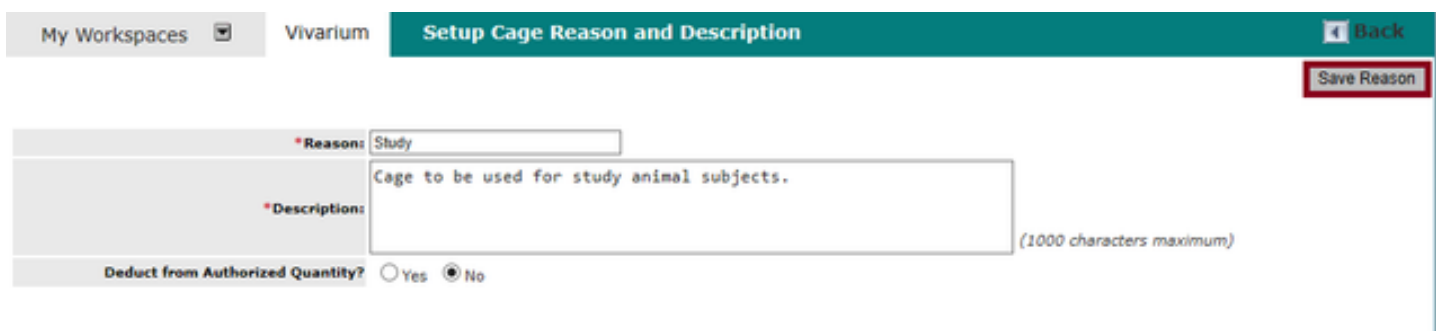 My Workspaces Vivarium Setup Cage Reason and Description Back
Save Reason
*Reason: Study
*Description: Cage to be used for study animal subjects.
(1000 characters maximum)
Deduct from Authorized Quantity? Yes No